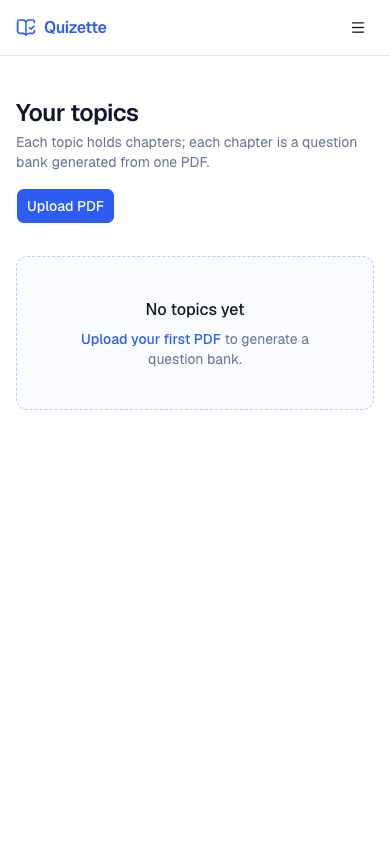 Quizette
Your topics
Each topic holds chapters; each chapter is a question
bank generated from one PDF.
Upload PDF
No topics yet
Upload your first PDF to generate a
question bank.